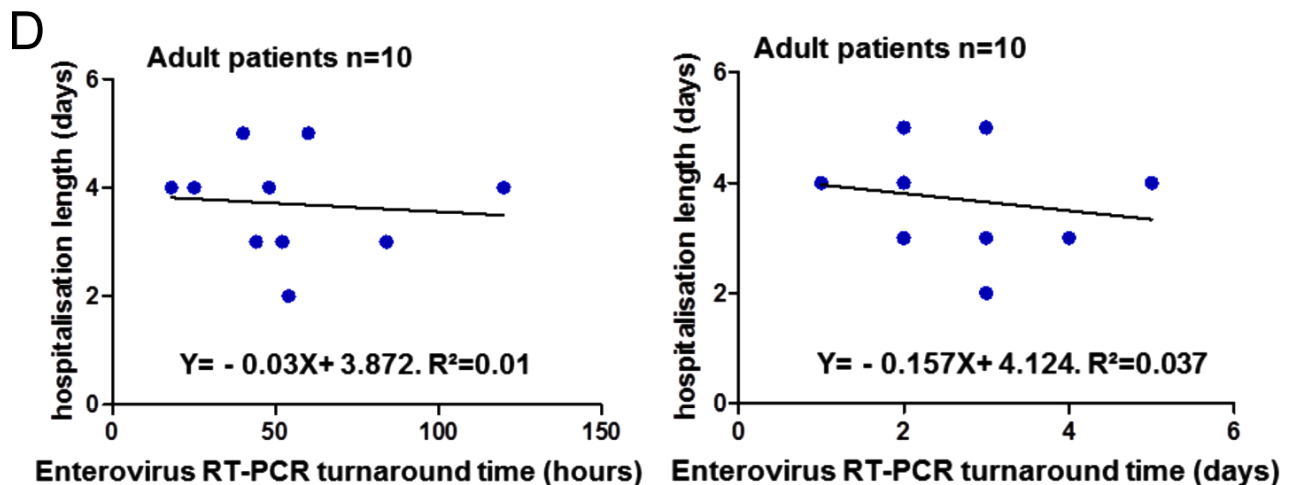 D
Adult patients n=10
hospitalisation length (days)
6
4
2
0
Y= - 0.03X+ 3.872. R²=0.01
0
50
100
150
Enterovirus RT-PCR turnaround time (hours)
Adult patients n=10
hospitalisation length (days)
6
4
2
0
Y= - 0.157X+ 4.124. R²=0.037
0
2
4
6
Enterovirus RT-PCR turnaround time (days)